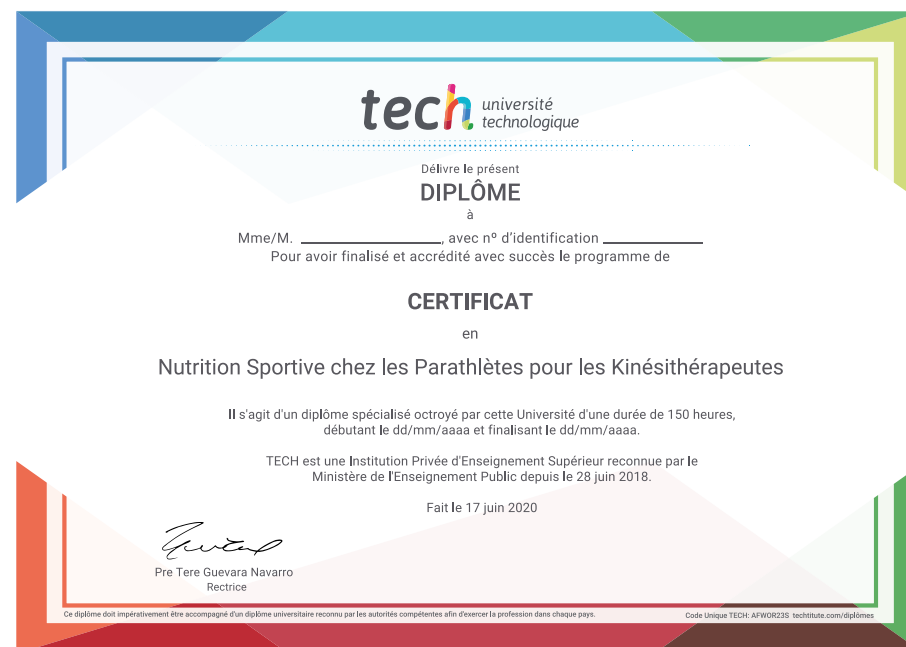 tech université
technologique
Délivre le présent
DIPLÔME
à
Mme/M. ____________________, avec nº d'identification ______________
Pour avoir finalisé et accrédité avec succès le programme de
CERTIFICAT
en
Nutrition Sportive chez les Parathlètes pour les Kinésithérapeutes
Il s'agit d'un diplôme spécialisé octroyé par cette Université d'une durée de 150 heures,
débutant le dd/mm/aaaa et finalisant le dd/mm/aaaa.
TECH est une Institution Privée d'Enseignement Supérieur reconnue par le
Ministère de l'Enseignement Public depuis le 28 juin 2018.
Fait le 17 juin 2020
Pre Tere Guevara Navarro
Rectrice
Ce diplôme doit impérativement être accompagné d'un diplôme universitaire reconnu par les autorités compétentes afin d'exercer la profession dans chaque pays.
Code Unique TECH: AFWOR23S techtitute.com/diplômes